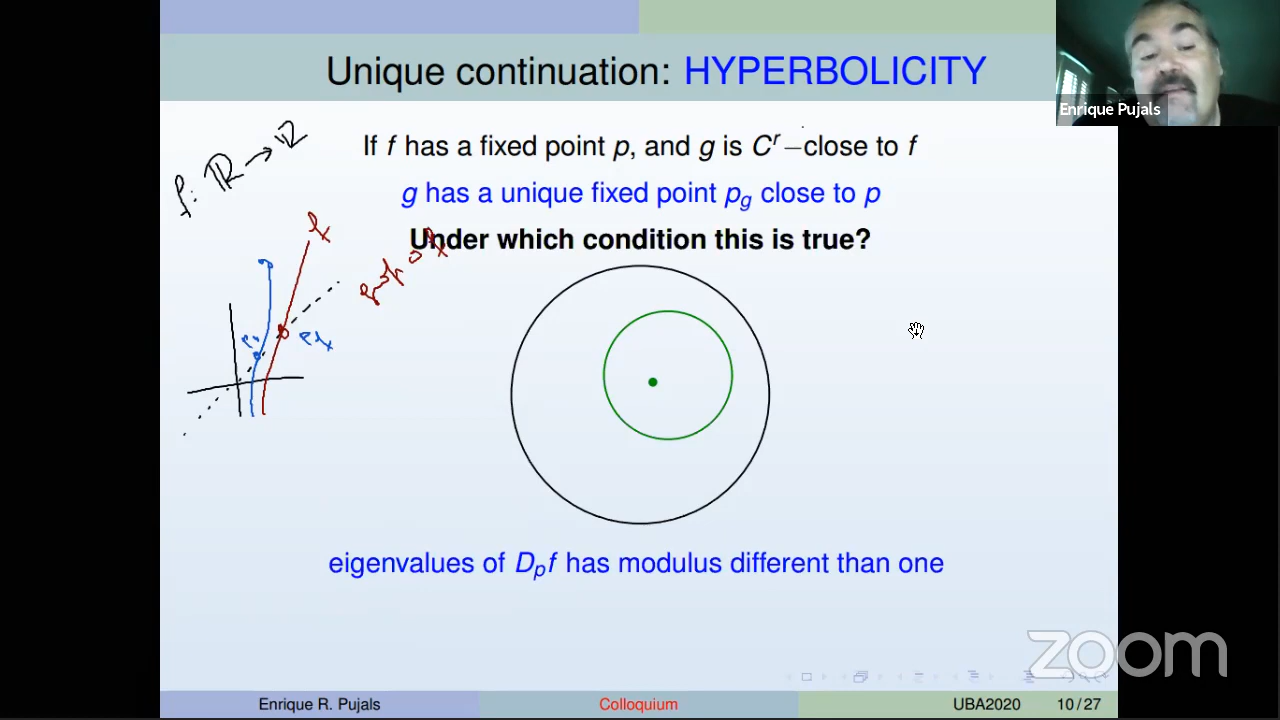 Unique continuation: HYPERBOLICITY
Enrique Pujals
If f has a fixed point p, and g is Cʳ−close to f
g has a unique fixed point p_g close to p
Under which condition this is true?
f: ℝ → ℝ
f
g
eigenvalues of D_pf has modulus different than one
zoom
Enrique R. Pujals
Colloquium
UBA2020
10/27